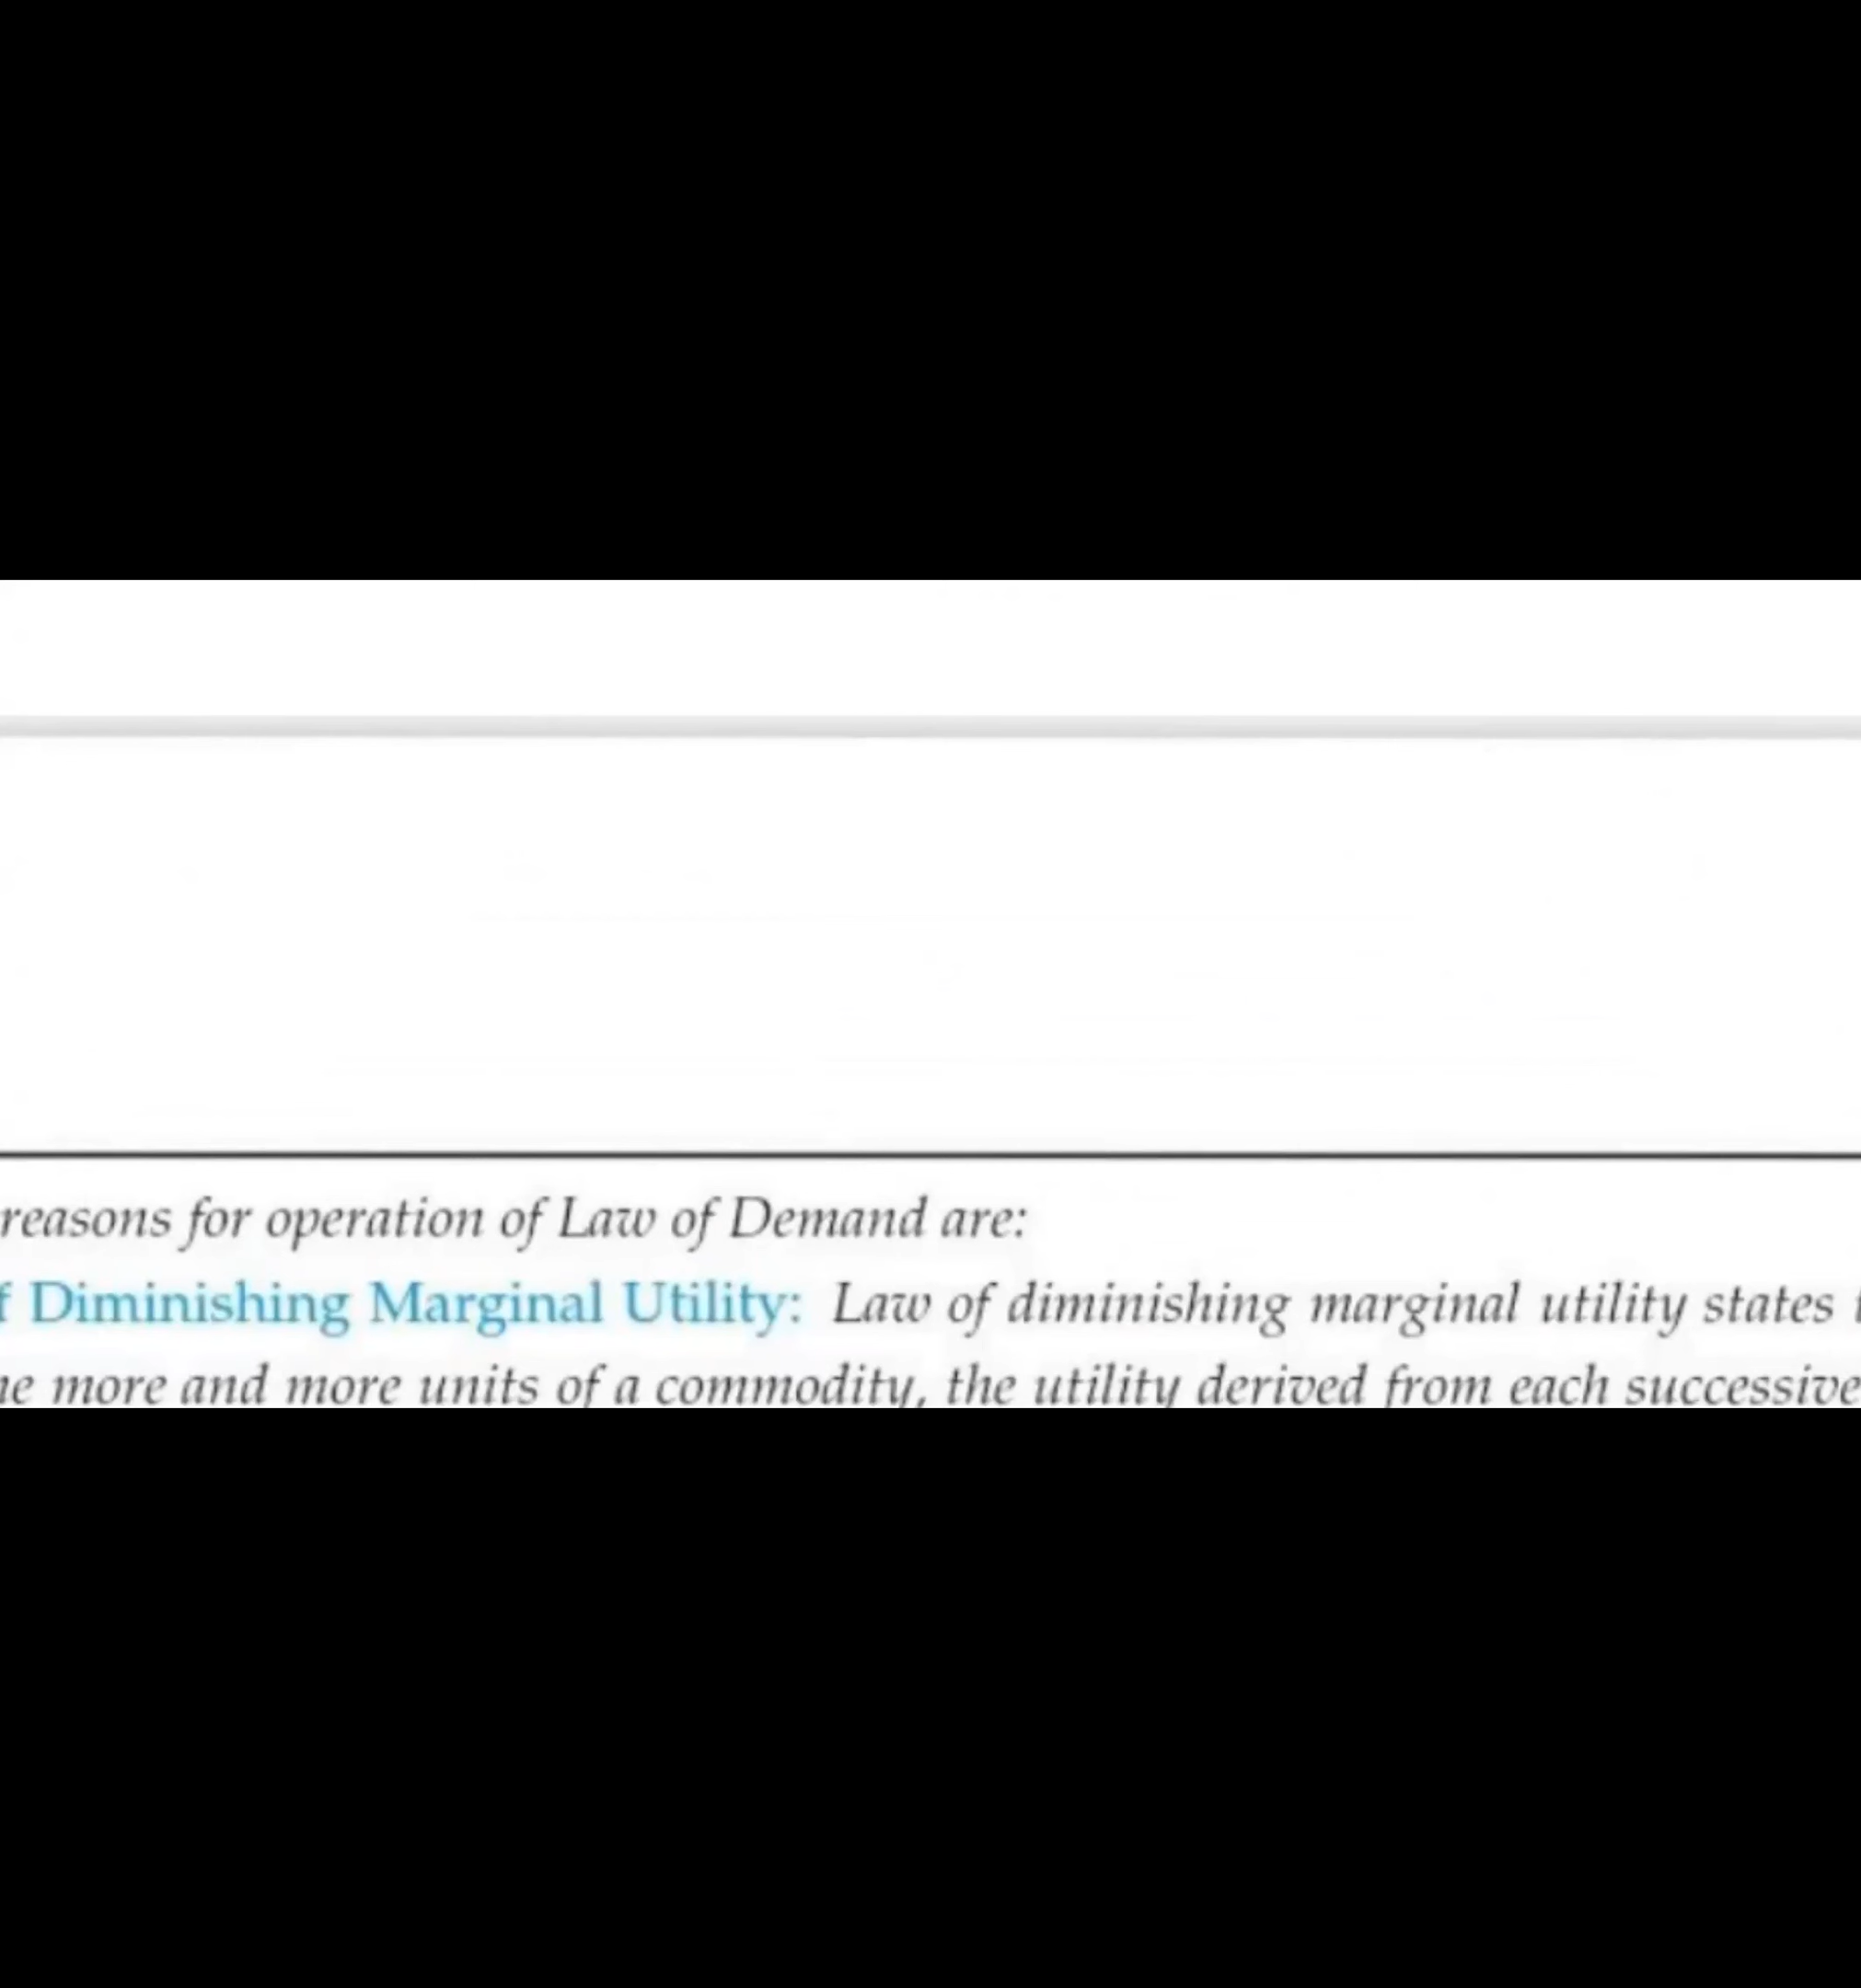 reasons for operation of Law of Demand are:
Diminishing Marginal Utility: Law of diminishing marginal utility states
more and more units of a commodity, the utility derived from each successive